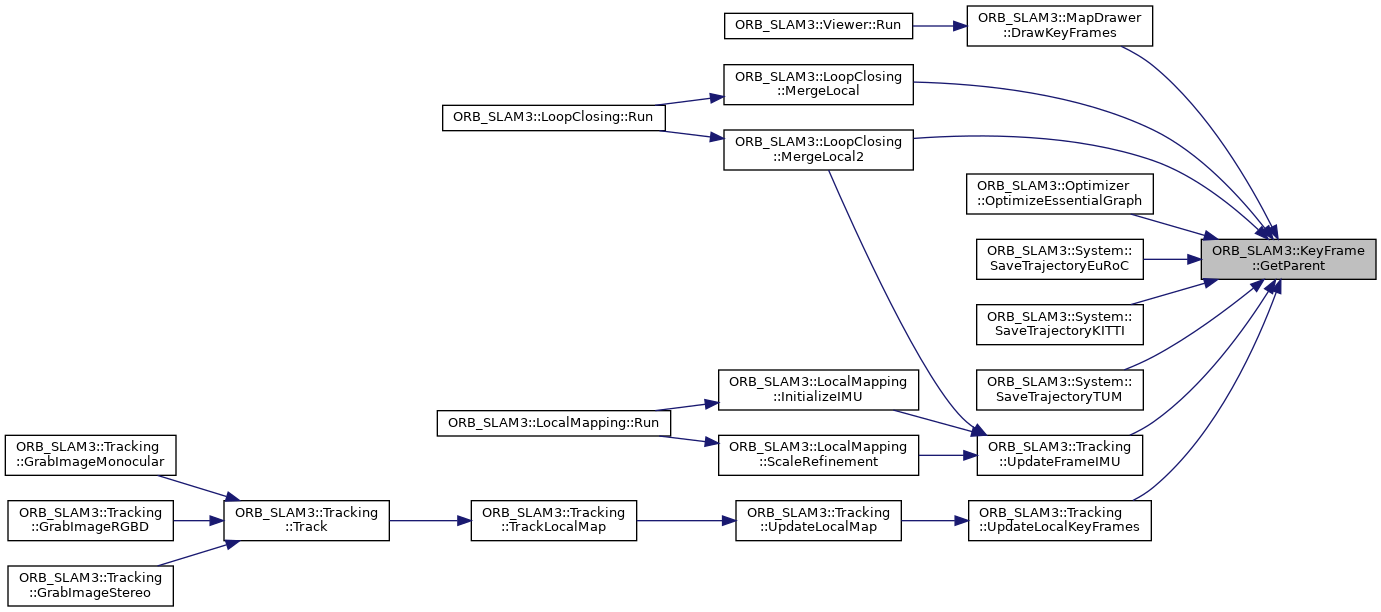 ORB_SLAM3::Viewer::Run
ORB_SLAM3::MapDrawer
::DrawKeyFrames
ORB_SLAM3::LoopClosing
::MergeLocal
ORB_SLAM3::LoopClosing::Run
ORB_SLAM3::LoopClosing
::MergeLocal2
ORB_SLAM3::Optimizer
::OptimizeEssentialGraph
ORB_SLAM3::System::
SaveTrajectoryEuRoC
ORB_SLAM3::KeyFrame
::GetParent
ORB_SLAM3::System::
SaveTrajectoryKITTI
ORB_SLAM3::LocalMapping
::InitializeIMU
ORB_SLAM3::System::
SaveTrajectoryTUM
ORB_SLAM3::LocalMapping::Run
ORB_SLAM3::LocalMapping
::ScaleRefinement
ORB_SLAM3::Tracking
::UpdateFrameIMU
ORB_SLAM3::Tracking
::GrabImageMonocular
ORB_SLAM3::Tracking
::GrabImageRGBD
ORB_SLAM3::Tracking
::Track
ORB_SLAM3::Tracking
::TrackLocalMap
ORB_SLAM3::Tracking
::UpdateLocalMap
ORB_SLAM3::Tracking
::UpdateLocalKeyFrames
ORB_SLAM3::Tracking
::GrabImageStereo